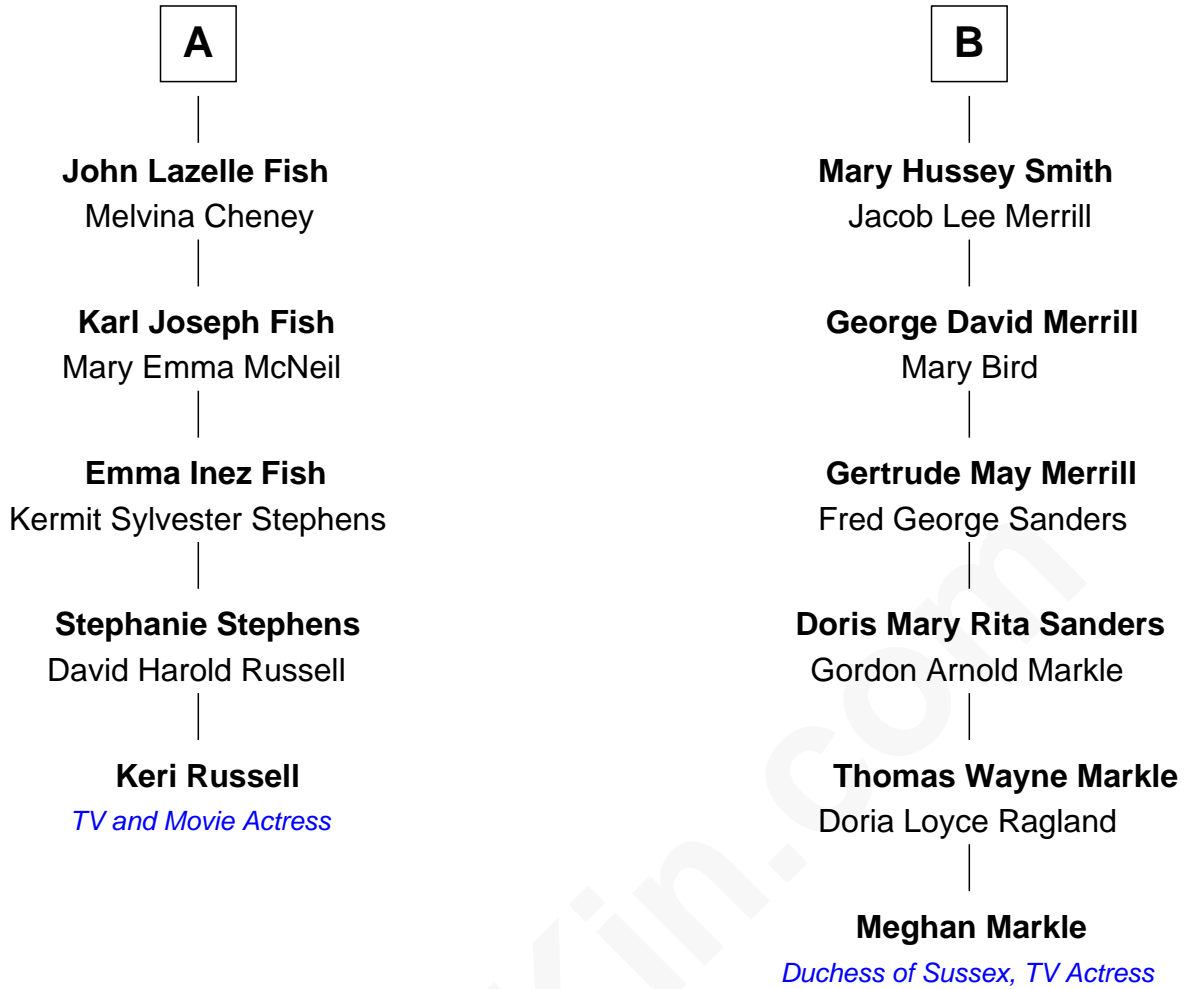 A
John Lazelle Fish
Melvina Cheney
Karl Joseph Fish
Mary Emma McNeil
Emma Inez Fish
Kermit Sylvester Stephens
Stephanie Stephens
David Harold Russell
Keri Russell
TV and Movie Actress
B
Mary Hussey Smith
Jacob Lee Merrill
George David Merrill
Mary Bird
Gertrude May Merrill
Fred George Sanders
Doris Mary Rita Sanders
Gordon Arnold Markle
Thomas Wayne Markle
Doria Loyce Ragland
Meghan Markle
Duchess of Sussex, TV Actress
Kin.com